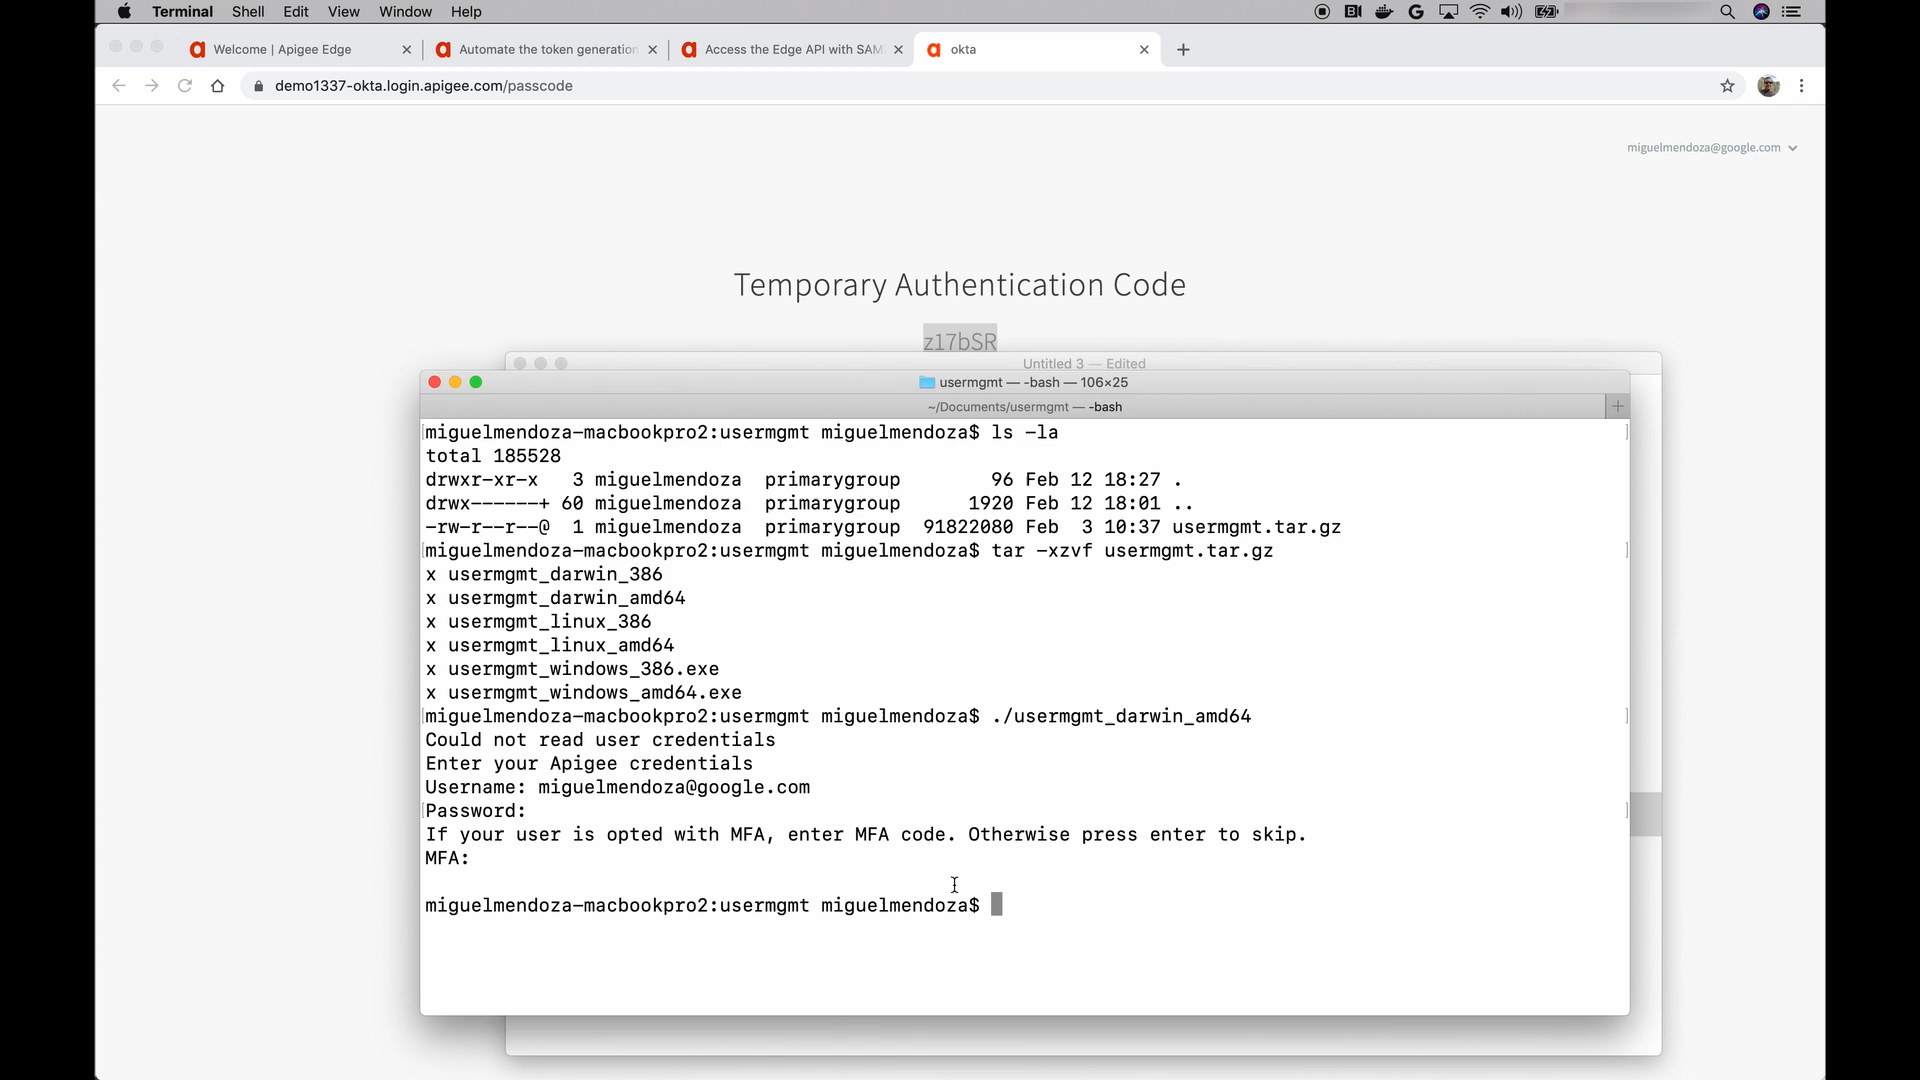 Terminal Shell Edit View Window Help
Welcome | Apigee Edge
Automate the token generation
Access the Edge API with SAM
okta
demo1337-okta.login.apigee.com/passcode
miguelmendoza@google.com
Temporary Authentication Code
z17bSR
Untitled 3 — Edited
usermgmt — -bash — 106×25
~/Documents/usermgmt — -bash
miguelmendoza-macbookpro2:usermgmt miguelmendoza$ ls -la
total 185528
drwxr-xr-x 3 miguelmendoza primarygroup 96 Feb 12 18:27 .
drwx------+ 60 miguelmendoza primarygroup 1920 Feb 12 18:01 ..
-rw-r--r--@ 1 miguelmendoza primarygroup 91822080 Feb 3 10:37 usermgmt.tar.gz
miguelmendoza-macbookpro2:usermgmt miguelmendoza$ tar -xzvf usermgmt.tar.gz
x usermgmt_darwin_386
x usermgmt_darwin_amd64
x usermgmt_linux_386
x usermgmt_linux_amd64
x usermgmt_windows_386.exe
x usermgmt_windows_amd64.exe
miguelmendoza-macbookpro2:usermgmt miguelmendoza$ ./usermgmt_darwin_amd64
Could not read user credentials
Enter your Apigee credentials
Username: miguelmendoza@google.com
Password:
If your user is opted with MFA, enter MFA code. Otherwise press enter to skip.
MFA:
miguelmendoza-macbookpro2:usermgmt miguelmendoza$